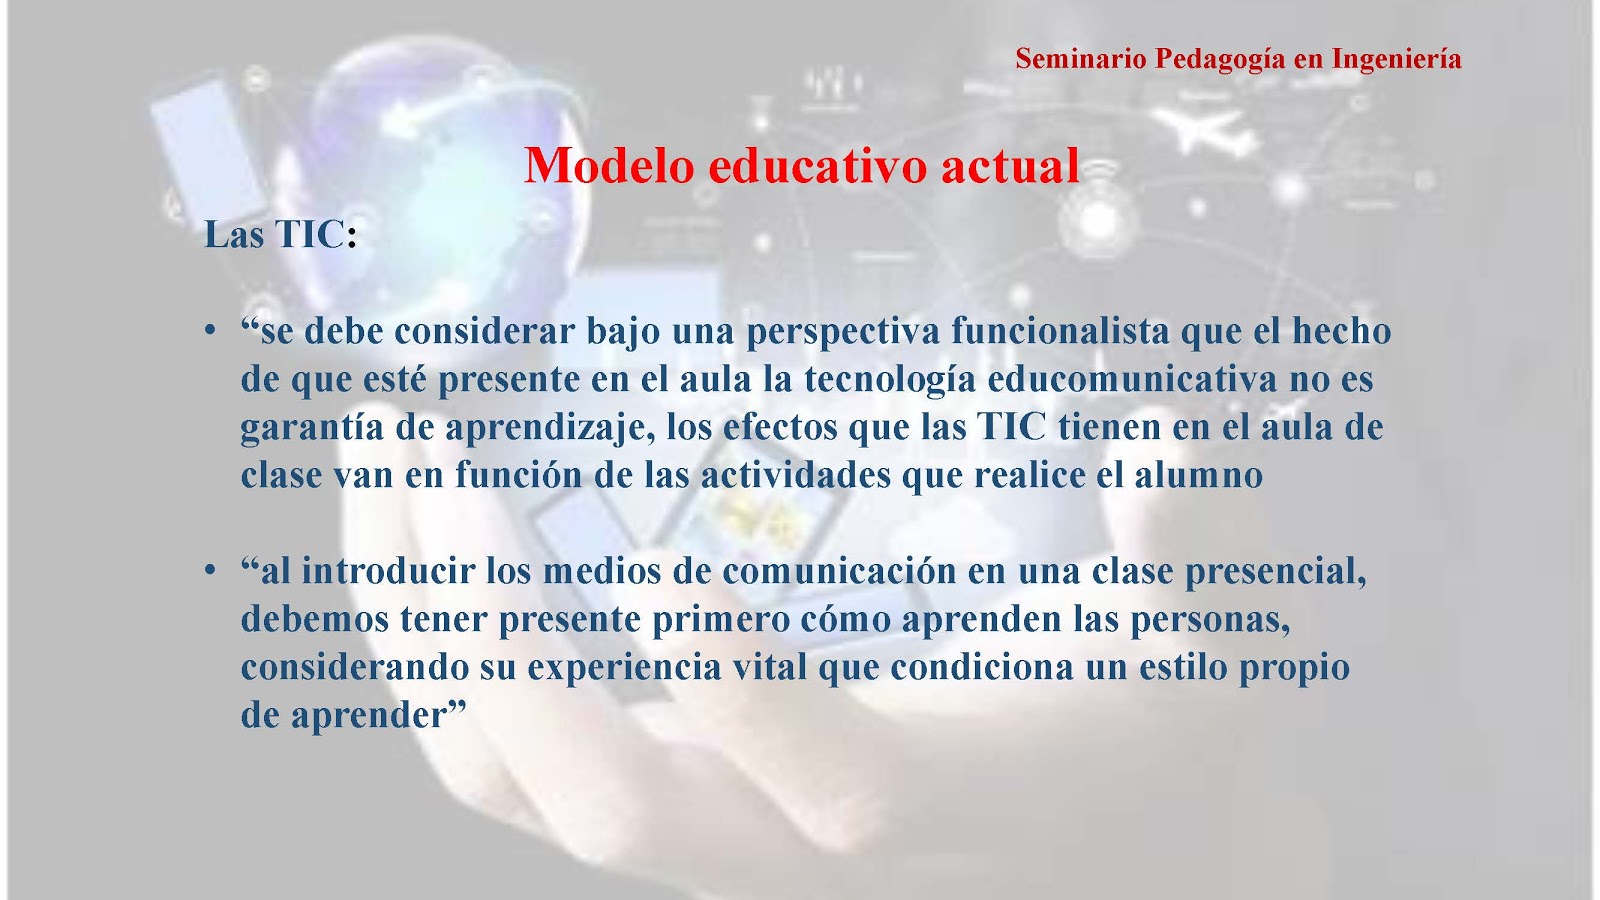 Seminario Pedagogía en Ingeniería
Modelo educativo actual
Las TIC:
• “se debe considerar bajo una perspectiva funcionalista que el hecho
de que esté presente en el aula la tecnología educomunicativa no es
garantía de aprendizaje, los efectos que las TIC tienen en el aula de
clase van en función de las actividades que realice el alumno
• “al introducir los medios de comunicación en una clase presencial,
debemos tener presente primero cómo aprenden las personas,
considerando su experiencia vital que condiciona un estilo propio
de aprender”